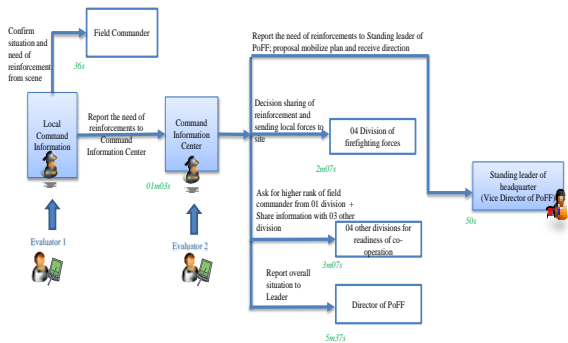 Confirm
situation and
need of
reinforcement
from scene
Field Commander
36s
Local
Command
Information
Report the need of
reinforcements to
Command
Information Center
Command
Information
Center
01m03s
Evaluator 1
Evaluator 2
Report the need of reinforcements to Standing leader of
PoFF; proposal mobilize plan and receive direction
Decision sharing of
reinforcement and
sending local forces to
site
04 Division of
firefighting forces
2m07s
Standing leader of
headquarter
(Vice Director of PoFF)
50s
Ask for higher rank of field
commander from 01 division +
Share information with 03 other
division
04 other divisions for
readiness of co-
operation
3m07s
Report overall
situation to
Leader
Director of PoFF
5m37s